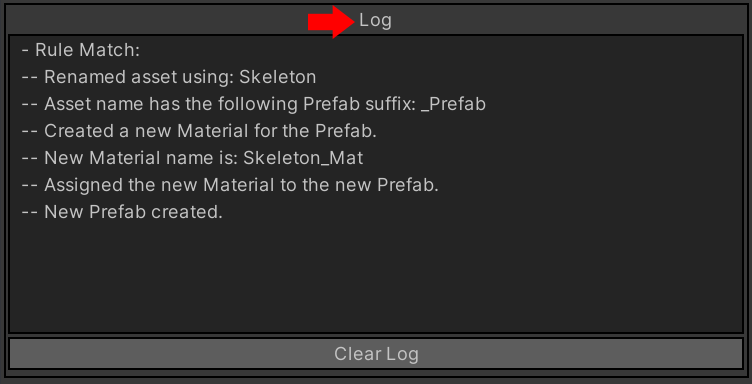 Log
- Rule Match:
-- Renamed asset using: Skeleton
-- Asset name has the following Prefab suffix: _Prefab
-- Created a new Material for the Prefab.
-- New Material name is: Skeleton_Mat
-- Assigned the new Material to the new Prefab.
-- New Prefab created.
Clear Log